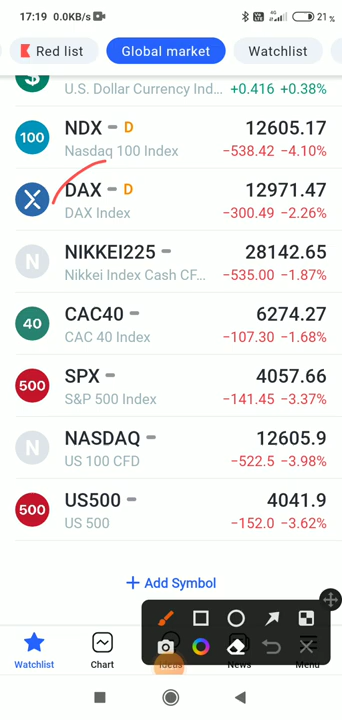 17:19 0.0KB/s 21%
Red list Global market Watchlist
U.S. Dollar Currency Ind... +0.416 +0.38%
100 NDX D 12605.17
Nasdaq 100 Index −538.42 −4.10%
DAX D 12971.47
DAX Index −300.49 −2.26%
N NIKKEI225 28142.65
Nikkei Index Cash CF... −535.00 −1.87%
40 CAC40 6274.27
CAC 40 Index −107.30 −1.68%
500 SPX 4057.66
S&P 500 Index −141.45 −3.37%
N NASDAQ 12605.9
US 100 CFD −522.5 −3.98%
500 US500 4041.9
US 500 −152.0 −3.62%
+ Add Symbol
Watchlist Chart Ideas News Menu